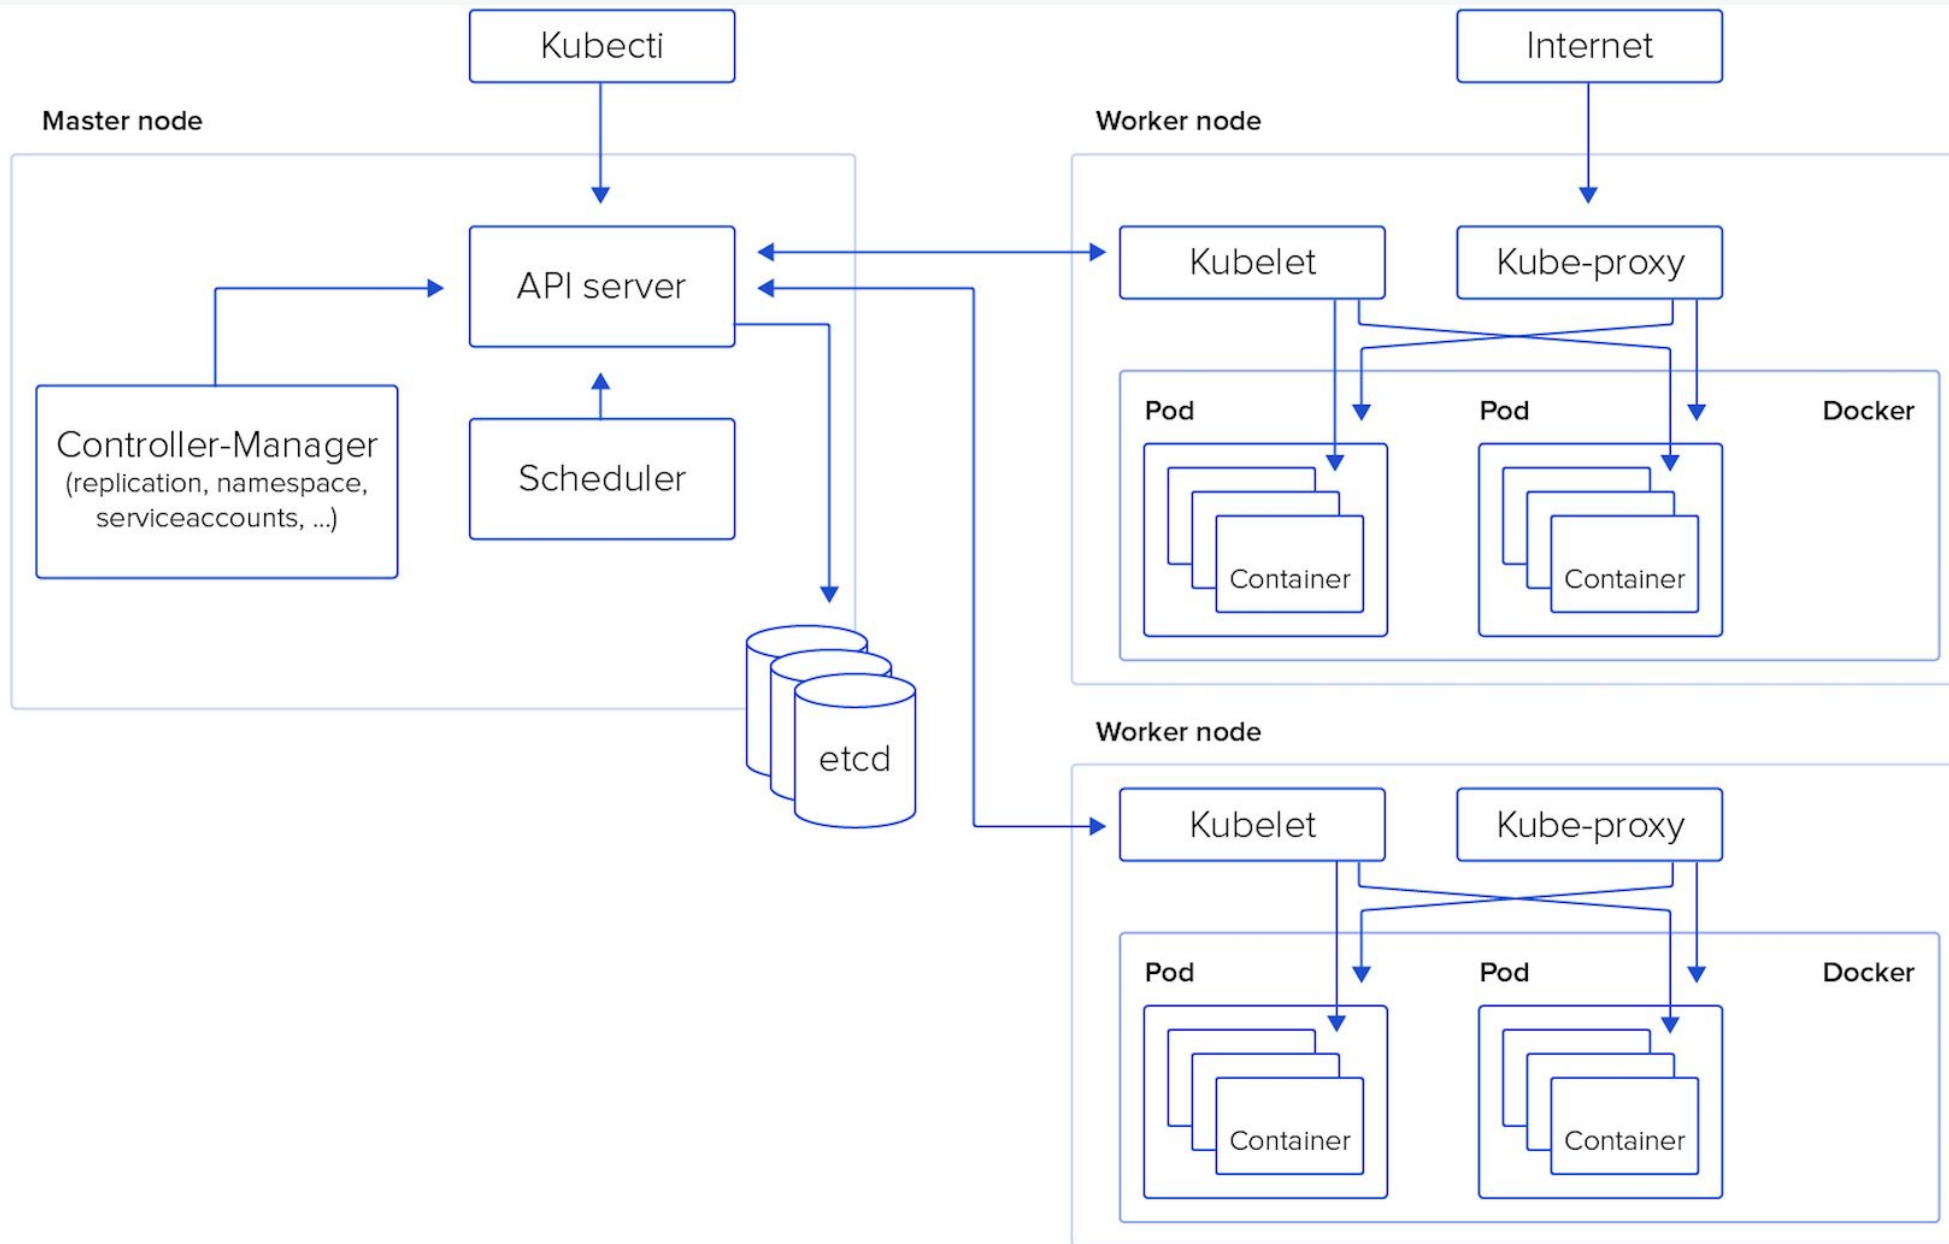 Kubecti
Internet
Master node
Worker node
API server
Kubelet
Kube-proxy
Controller-Manager
(replication, namespace,
serviceaccounts, ...)
Scheduler
Pod
Pod
Docker
Container
Container
etcd
Worker node
Kubelet
Kube-proxy
Pod
Pod
Docker
Container
Container